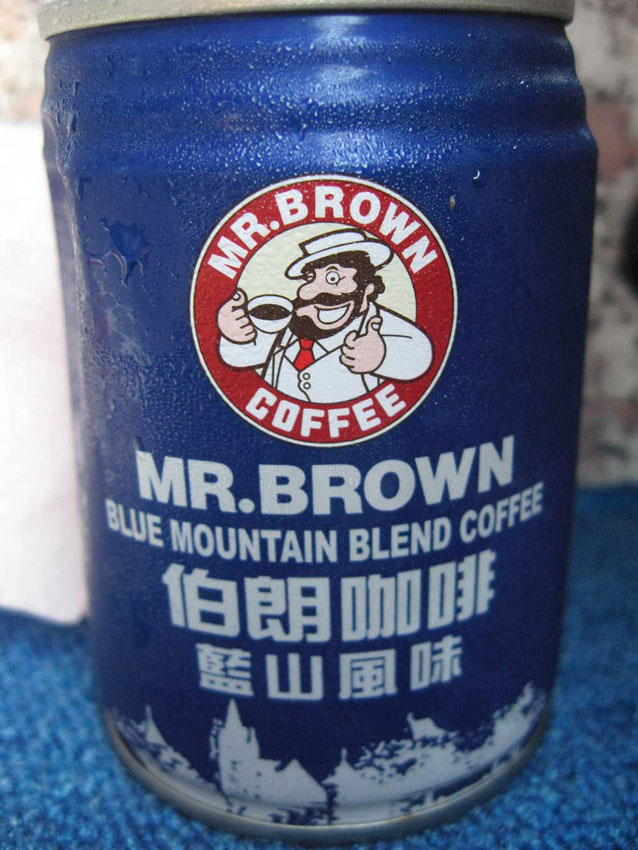 MR.BROWN
COFFEE
MR.BROWN
BLUE MOUNTAIN BLEND COFFEE
伯朗咖啡
藍山風味